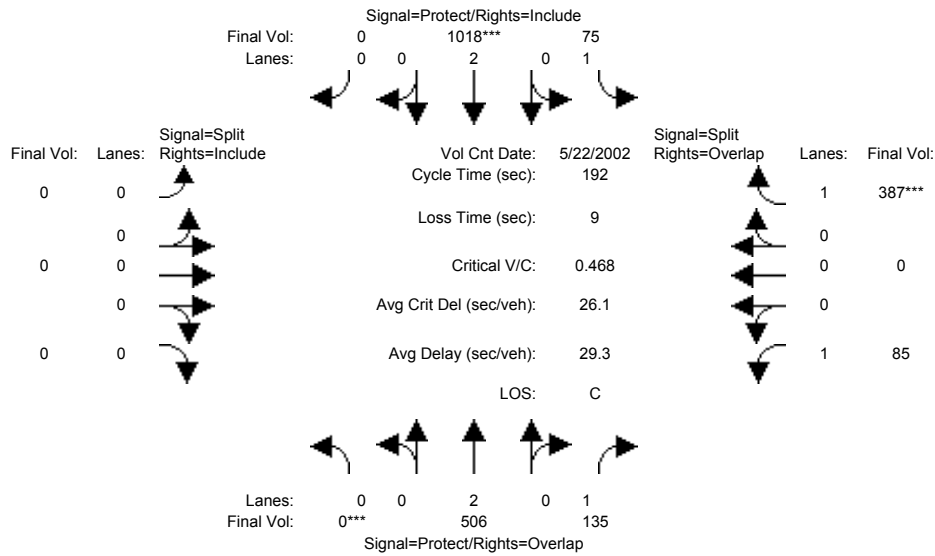 Signal=Protect/Rights=Include
Final Vol: 0 1018*** 75
Lanes: 0 0 2 0 1
Signal=Split Signal=Split
Final Vol: Lanes: Rights=Include Vol Cnt Date: 5/22/2002 Rights=Overlap Lanes: Final Vol:
Cycle Time (sec): 192
0 0 1 387***
Loss Time (sec): 9
0 0
0 0 Critical V/C: 0.468 0 0
0 Avg Crit Del (sec/veh): 26.1 0
0 0 Avg Delay (sec/veh): 29.3 1 85
LOS: C
Lanes: 0 0 2 0 1
Final Vol: 0*** 506 135
Signal=Protect/Rights=Overlap